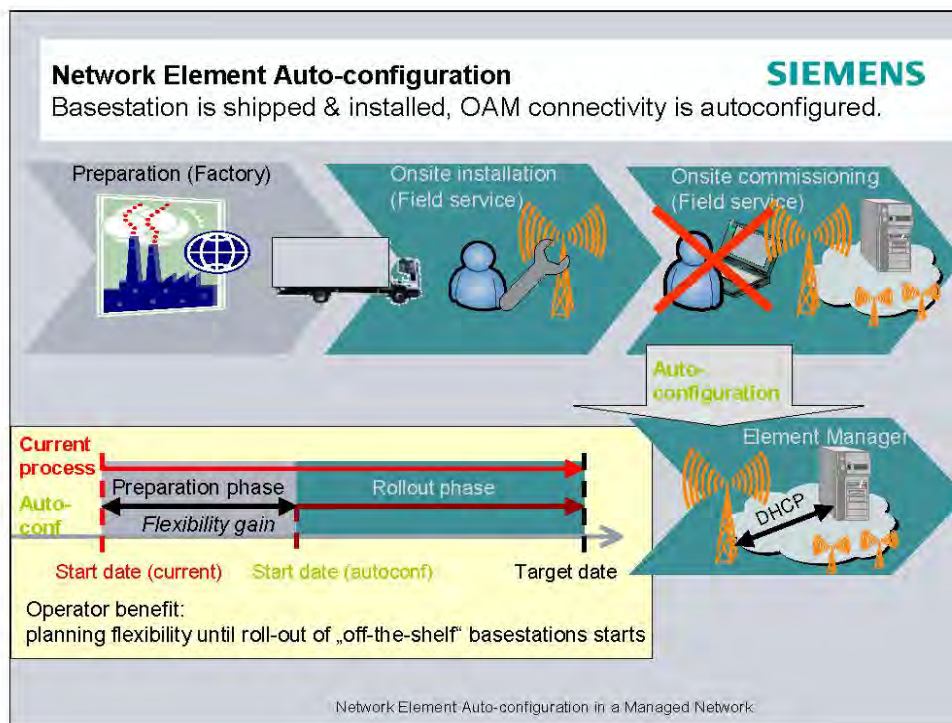 Network Element Auto-configuration
SIEMENS
Basestation is shipped & installed, OAM connectivity is autoconfigured.
Preparation (Factory)
Onsite installation
(Field service)
Onsite commissioning
(Field service)
Auto-
configuration
Element Manager
DHCP
Current
process
Auto-
conf
Preparation phase
Rollout phase
Flexibility gain
Start date (current)
Start date (autoconf)
Target date
Operator benefit:
planning flexibility until roll-out of „off-the-shelf“ basestations starts
Network Element Auto-configuration in a Managed Network